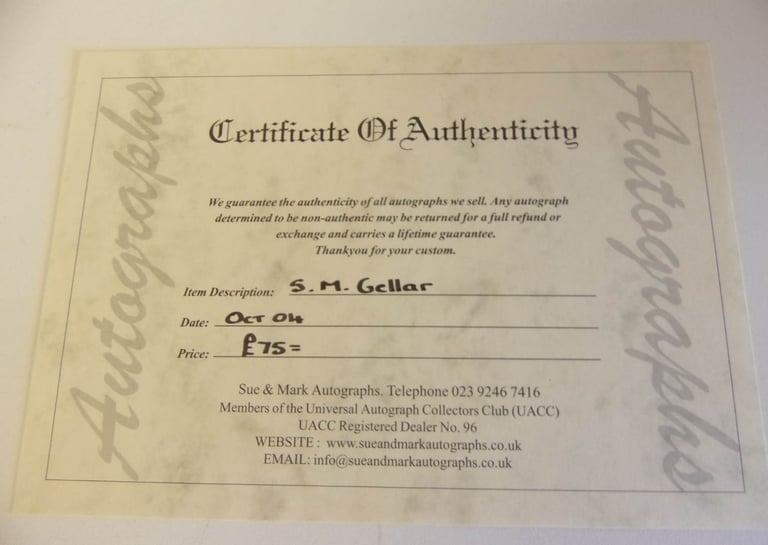 Autographs
Autographs
Certificate Of Authenticity
We guarantee the authenticity of all autographs we sell. Any autograph
determined to be non-authentic may be returned for a full refund or
exchange and carries a lifetime guarantee.
Thankyou for your custom.
Item Description: S. M. Gellar
Date: Oct 04
Price: £75=
Sue & Mark Autographs. Telephone 023 9246 7416
Members of the Universal Autograph Collectors Club (UACC)
UACC Registered Dealer No. 96
WEBSITE : www.sueandmarkautographs.co.uk
EMAIL: info@sueandmarkautographs.co.uk